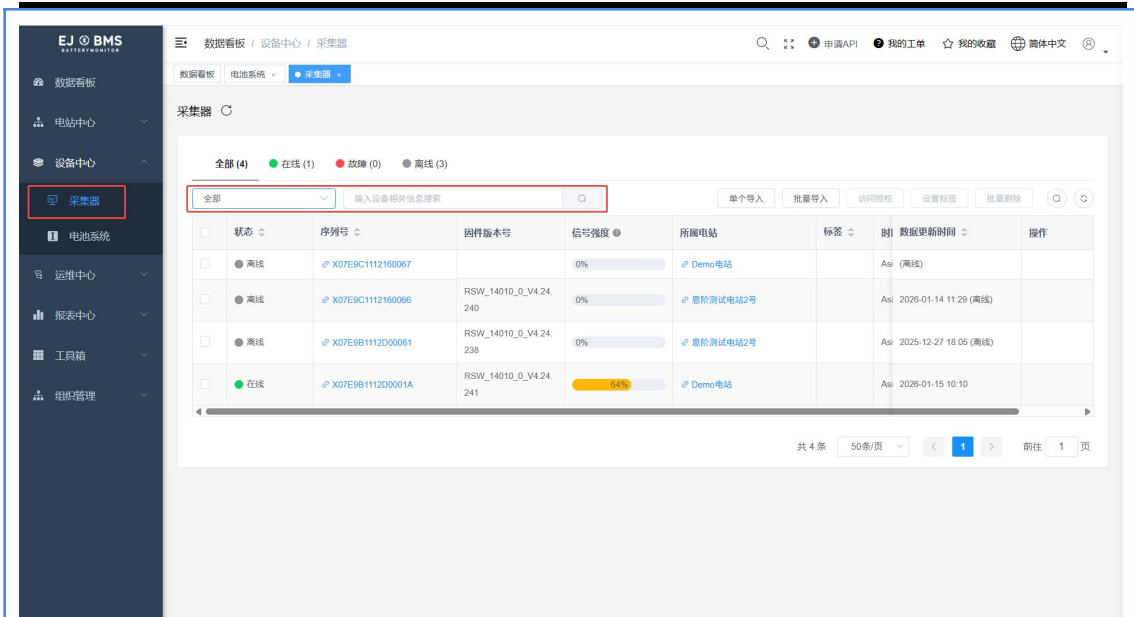 EJ BMS
BATTERYMONITOR
数据看板 / 设备中心 / 采集器
申请API
我的工单
我的收藏
简体中文
数据看板
电池系统 ×
采集器 ×
数据看板
电站中心
设备中心
采集器
电池系统
运维中心
报表中心
工具箱
组织管理
采集器
全部 (4) 在线 (1) 故障 (0) 离线 (3)
全部 输入设备相关信息搜索 单个导入 批量导入 访问授权 设置标签 批量删除
状态 序列号 固件版本号 信号强度 所属电站 标签 数据更新时间 操作
离线 X07E9C1112160067 0% Demo电站 Asi (离线)
离线 X07E9C1112160066 RSW_14010_0_V4.24.240 0% 恩阶测试电站2号 Asi 2026-01-14 11:29 (离线)
离线 X07E9B1112D00061 RSW_14010_0_V4.24.238 0% 恩阶测试电站2号 Asi 2025-12-27 18:05 (离线)
在线 X07E9B1112D0001A RSW_14010_0_V4.24.241 64% Demo电站 Asi 2026-01-15 10:10
共 4 条 50条/页 1 前往 1 页